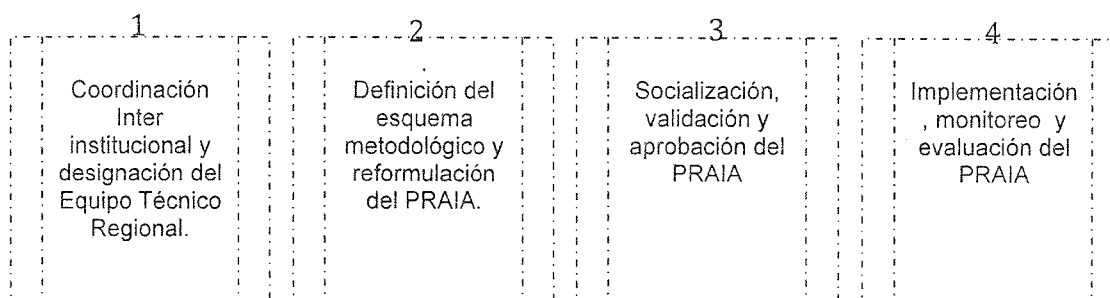 1
Coordinación
Inter
institucional y
designación del
Equipo Técnico
Regional.
2
Definición del
esquema
metodológico y
reformulación
del PRAIA.
3
Socialización,
validación y
aprobación del
PRAIA
4
Implementación
, monitoreo y
evaluación del
PRAIA